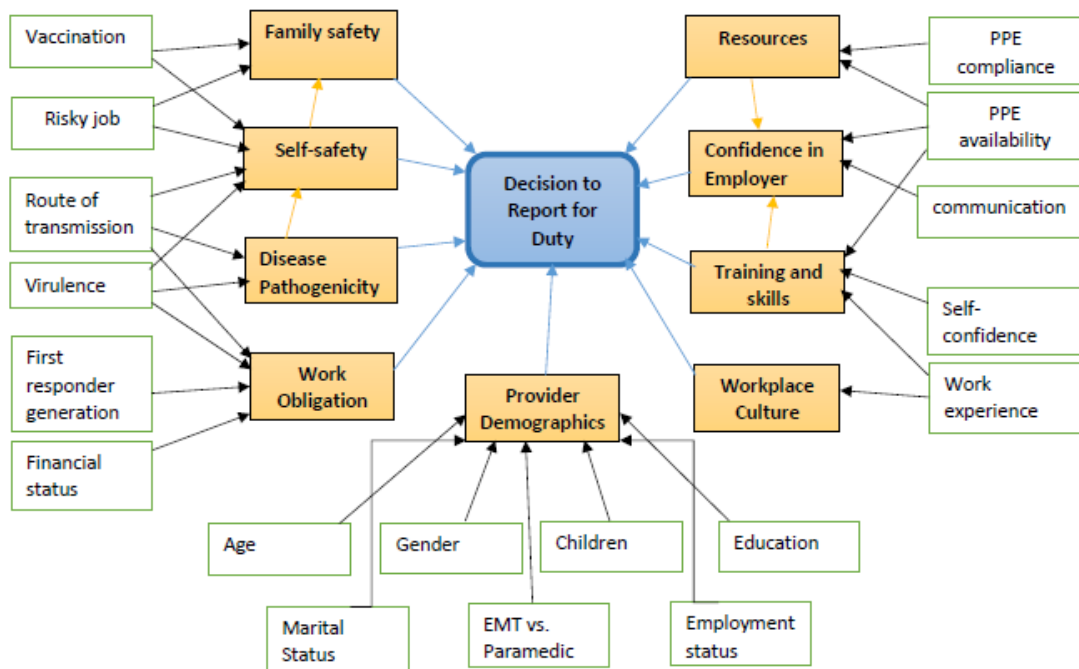 Vaccination
Family safety
Resources
PPE
compliance
Risky job
Self-safety
Decision to
Report for
Duty
Confidence in
Employer
PPE
availability
Route of
transmission
communication
Virulence
Disease
Pathogenicity
Training and
skills
Self-
confidence
First
responder
generation
Work
Obligation
Provider
Demographics
Workplace
Culture
Work
experience
Financial
status
Age
Gender
Children
Education
Marital
Status
EMT vs.
Paramedic
Employment
status